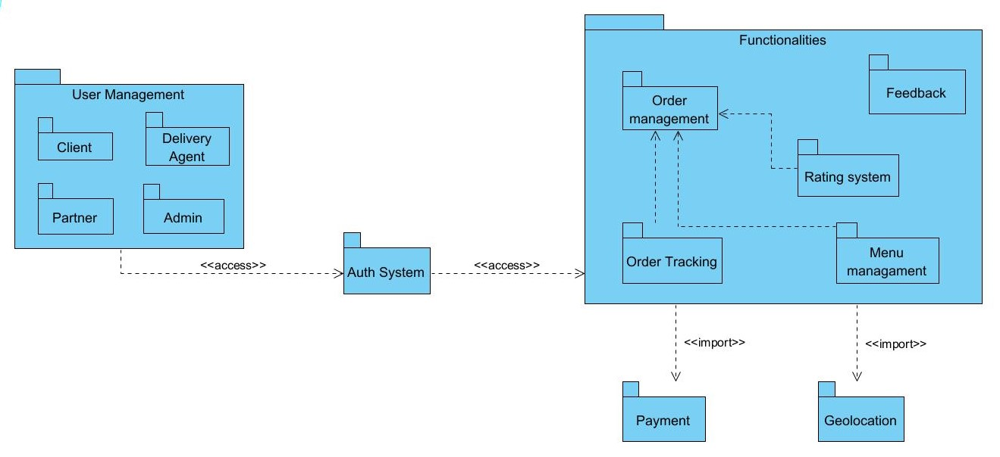 User Management
Client
Delivery
Agent
Partner
Admin
<<access>>
Auth System
<<access>>
Functionalities
Order
management
Feedback
Rating system
Order Tracking
Menu
managament
<<import>>
<<import>>
Payment
Geolocation